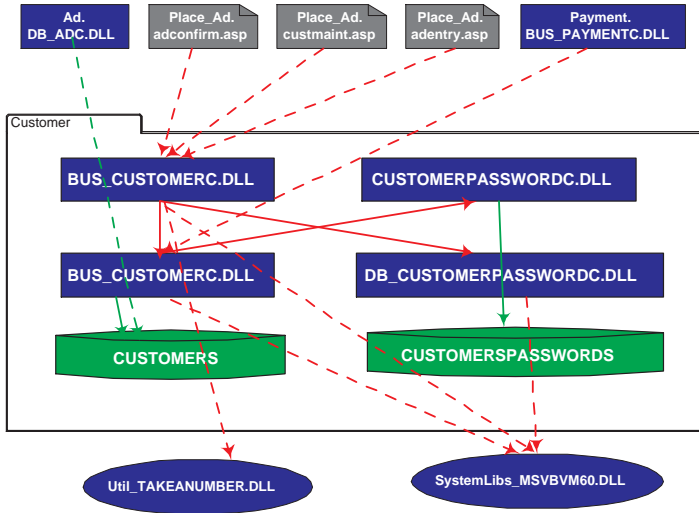 Ad.
DB_ADC.DLL
Place_Ad.
adconfirm.asp
Place_Ad.
custmaint.asp
Place_Ad.
adentry.asp
Payment.
BUS_PAYMENTC.DLL
Customer
BUS_CUSTOMERC.DLL
CUSTOMERPASSWORDC.DLL
BUS_CUSTOMERC.DLL
DB_CUSTOMERPASSWORDC.DLL
CUSTOMERS
CUSTOMERSPASSWORDS
Util_TAKEANUMBER.DLL
SystemLibs_MSVBVM60.DLL